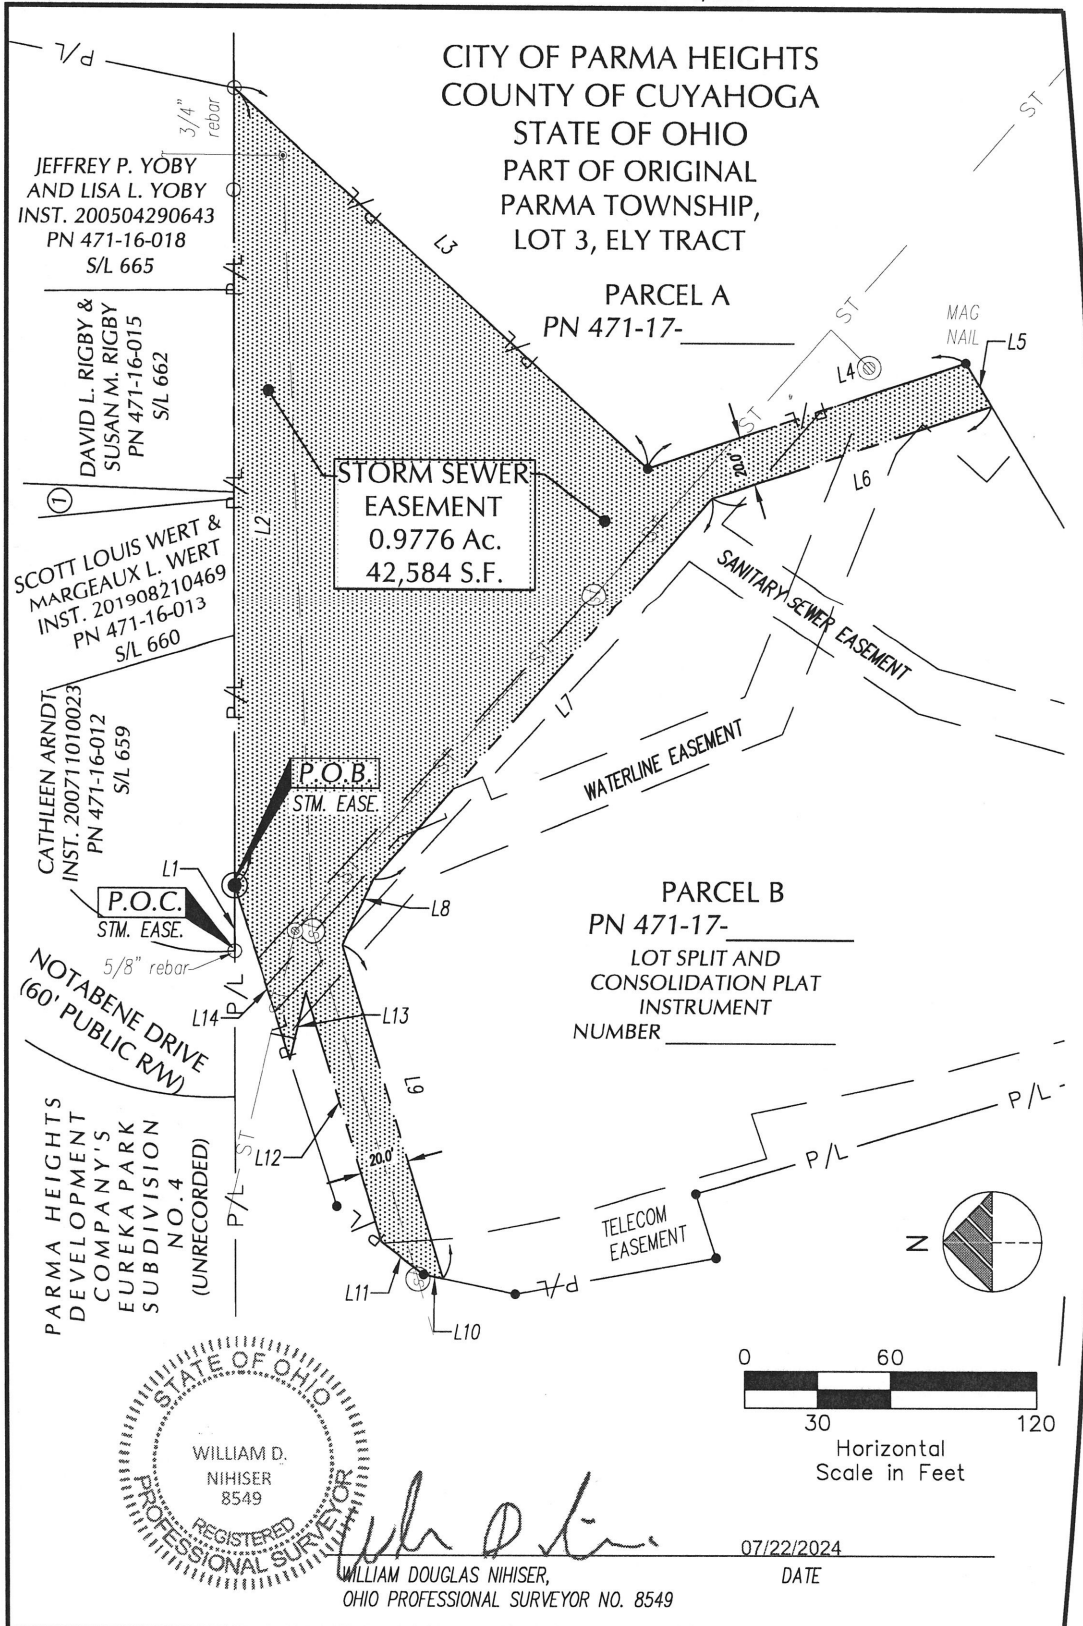 CITY OF PARMA HEIGHTS
COUNTY OF CUYAHOGA
STATE OF OHIO
PART OF ORIGINAL
PARMA TOWNSHIP,
LOT 3, ELY TRACT
P/L
3/4"
rebar
JEFFREY P. YOBY
AND LISA L. YOBY
INST. 200504290643
PN 471-16-018
S/L 665
P/L
L3
P/L
P/L
PARCEL A
PN 471-17-
ST
ST
MAG
NAIL
L5
L4
P/L
DAVID L. RIGBY &
SUSAN M. RIGBY
PN 471-16-015
S/L 662
P/L
1
L2
STORM SEWER
EASEMENT
0.9776 Ac.
42,584 S.F.
ST
20.0'
L6
SCOTT LOUIS WERT &
MARGEAUX L. WERT
INST. 201908210469
PN 471-16-013
S/L 660
SANITARY SEWER EASEMENT
ST
P/L
L7
WATERLINE EASEMENT
CATHLEEN ARNDT
INST. 200711010023
PN 471-16-012
S/L 659
P.O.B.
STM. EASE.
L1
P.O.C.
STM. EASE.
5/8" rebar
L8
PARCEL B
PN 471-17-
LOT SPLIT AND
CONSOLIDATION PLAT
INSTRUMENT
NUMBER
NOTABENE DRIVE
(60' PUBLIC R/W)
P/L
L14
L13
P/L
L9
PARMA HEIGHTS
DEVELOPMENT
COMPANY'S
EUREKA PARK
SUBDIVISION
NO. 4
(UNRECORDED)
P/L
ST
L12
20.0'
P/L
L11
L10
P/L
TELECOM
EASEMENT
P/L
P/L
N
0 60
30 120
Horizontal
Scale in Feet
STATE OF OHIO
WILLIAM D.
NIHISER
8549
REGISTERED
PROFESSIONAL SURVEYOR
07/22/2024
WILLIAM DOUGLAS NIHISER,
OHIO PROFESSIONAL SURVEYOR NO. 8549
DATE